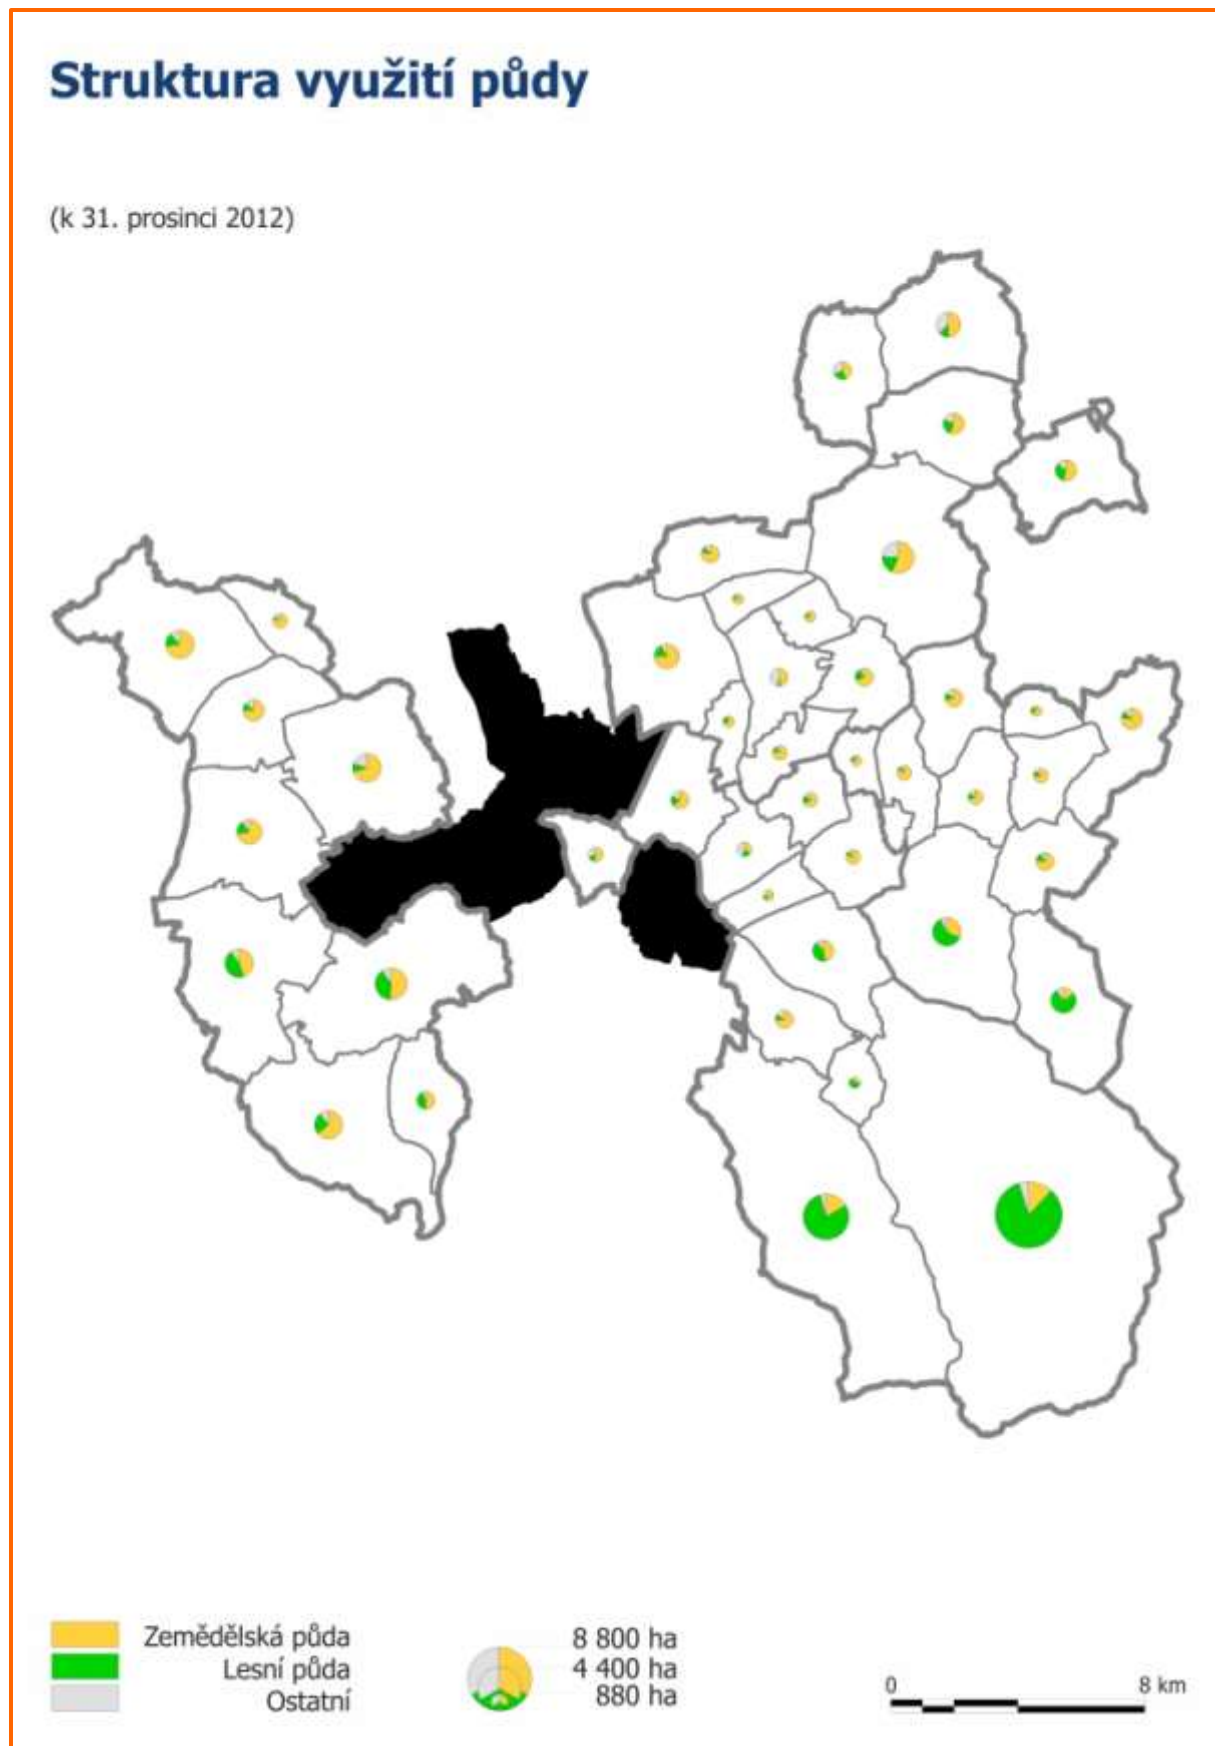 Struktura využití půdy
(k 31. prosinci 2012)
Zemědělská půda
Lesní půda
Ostatní
8 800 ha
4 400 ha
880 ha
0 8 km